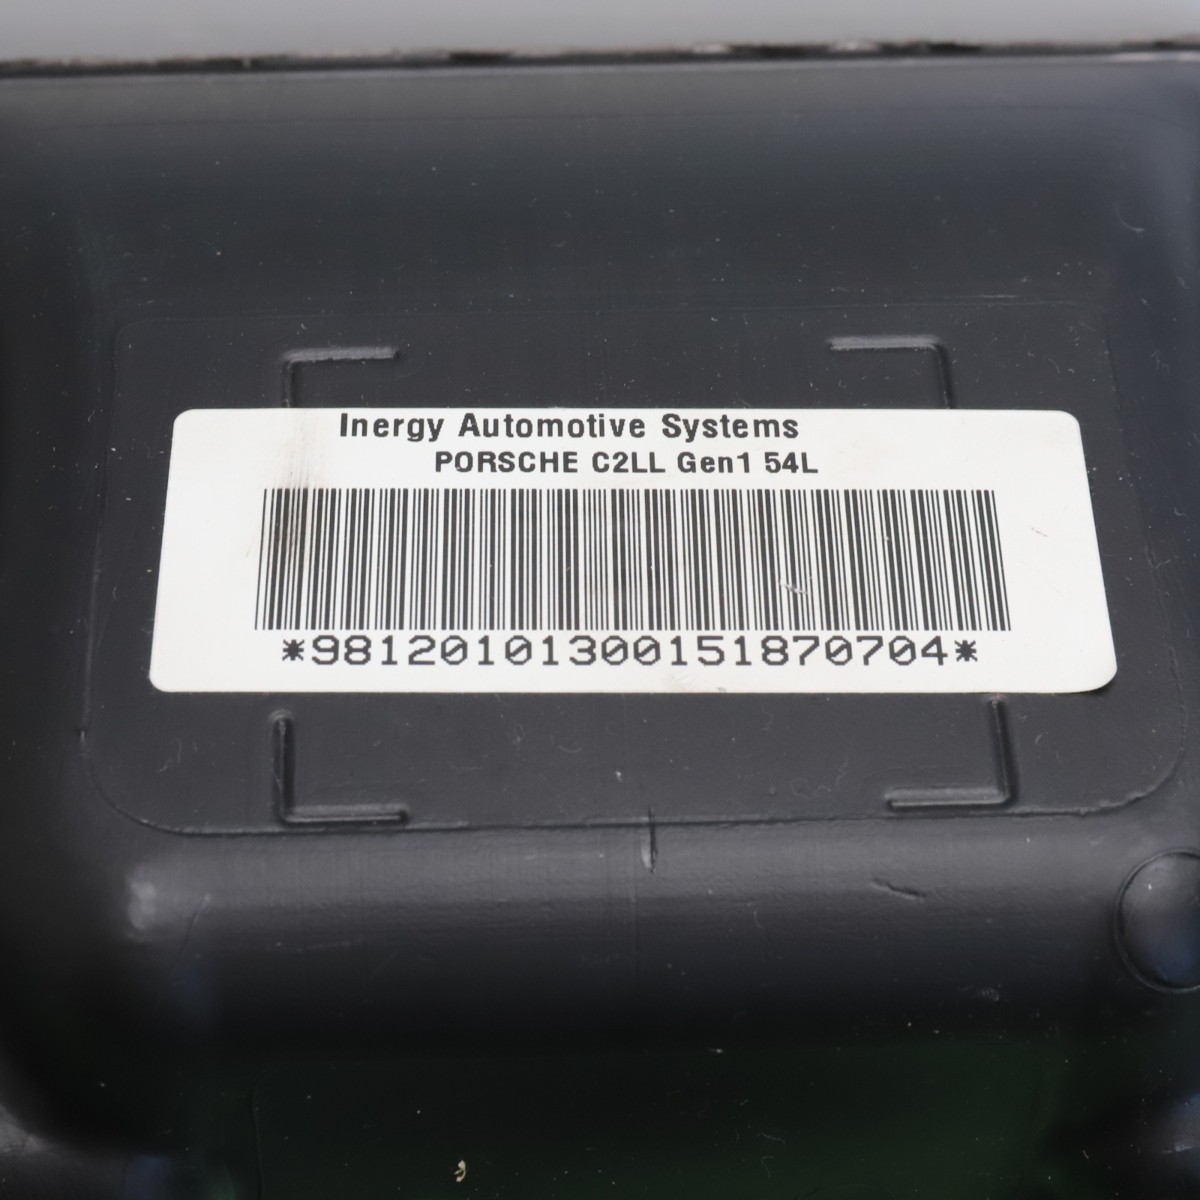 Inergy Automotive Systems
PORSCHE C2LL Gen1 54L
*98120101300151870704*